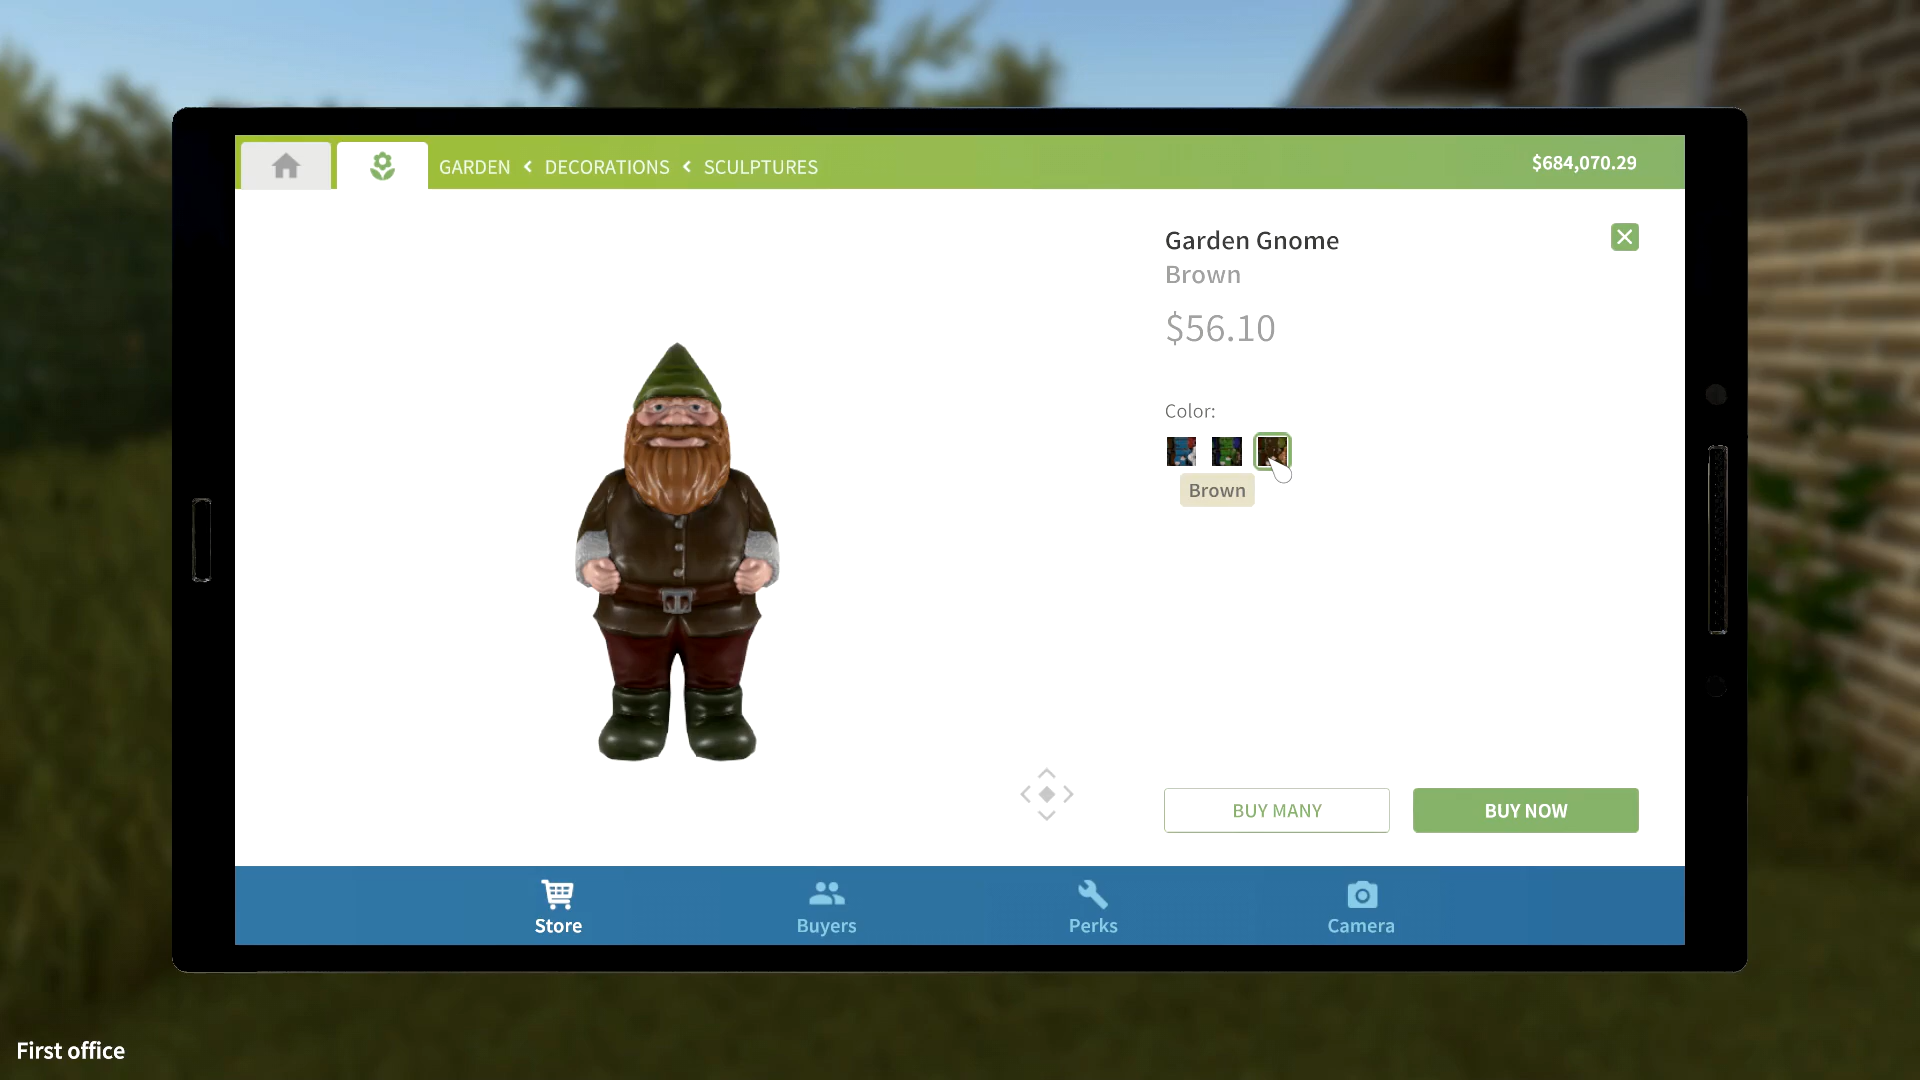 GARDEN < DECORATIONS < SCULPTURES
$684,070.29
Garden Gnome
Brown
$56.10
Color:
Brown
BUY MANY
BUY NOW
Store
Buyers
Perks
Camera
First office